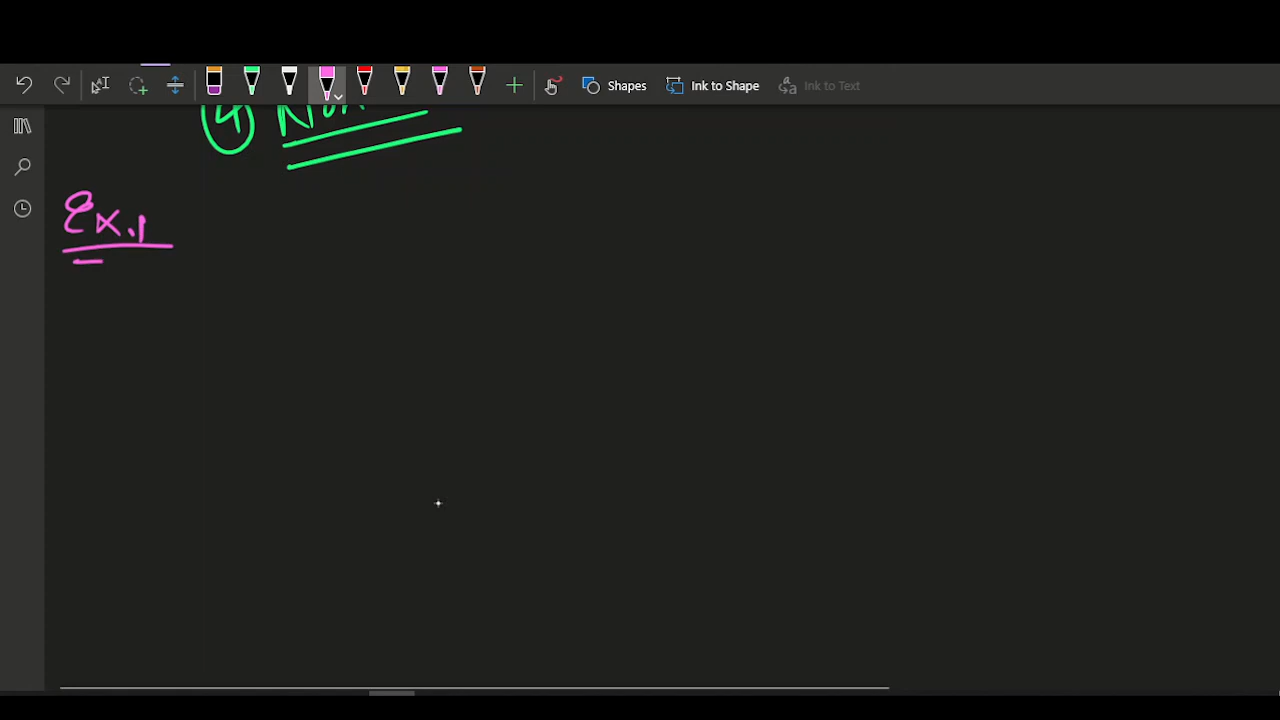 Shapes Ink to Shape Ink to Text
④
Ex.1